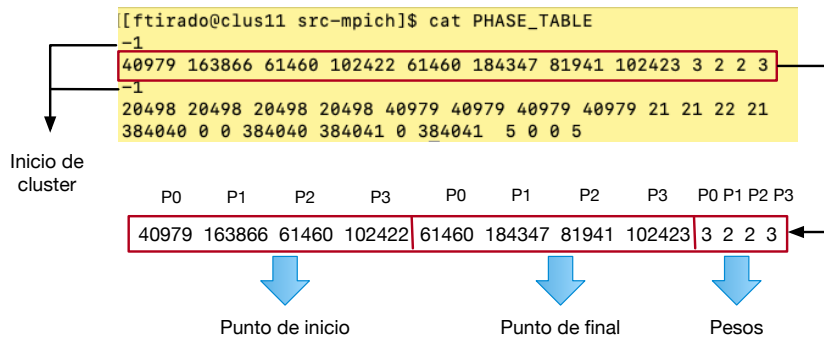 [[ftirado@clus11 src-mpich]$ cat PHASE_TABLE
-1
40979 163866 61460 102422 61460 184347 81941 102423 3 2 2 3
-1
20498 20498 20498 20498 40979 40979 40979 40979 21 21 22 21
384040 0 0 384040 384041 0 384041  5 0 0 5
Inicio de
cluster
P0 P1 P2 P3 P0 P1 P2 P3 P0 P1 P2 P3
40979 163866 61460 102422 61460 184347 81941 102423 3 2 2 3
Punto de inicio Punto de final Pesos